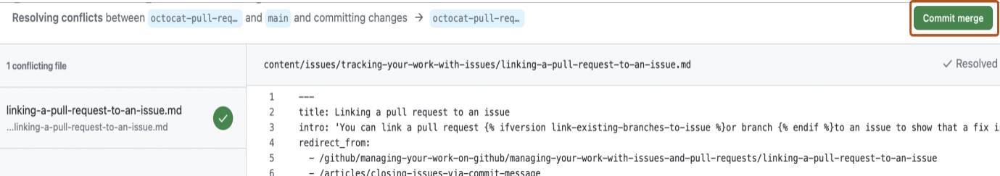 Resolving conflicts between octocat-pull-req… and main and committing changes → octocat-pull-req…
Commit merge
1 conflicting file
content/issues/tracking-your-work-with-issues/linking-a-pull-request-to-an-issue.md
✓ Resolved
linking-a-pull-request-to-an-issue.md
...linking-a-pull-request-to-an-issue.md
1 ---
2 title: Linking a pull request to an issue
3 intro: 'You can link a pull request {% ifversion link-existing-branches-to-issue %}or branch {% endif %}to an issue to show that a fix
4 redirect_from:
5 - /github/managing-your-work-on-github/managing-your-work-with-issues-and-pull-requests/linking-a-pull-request-to-an-issue
6 - /articles/closing-issues-via-commit-message